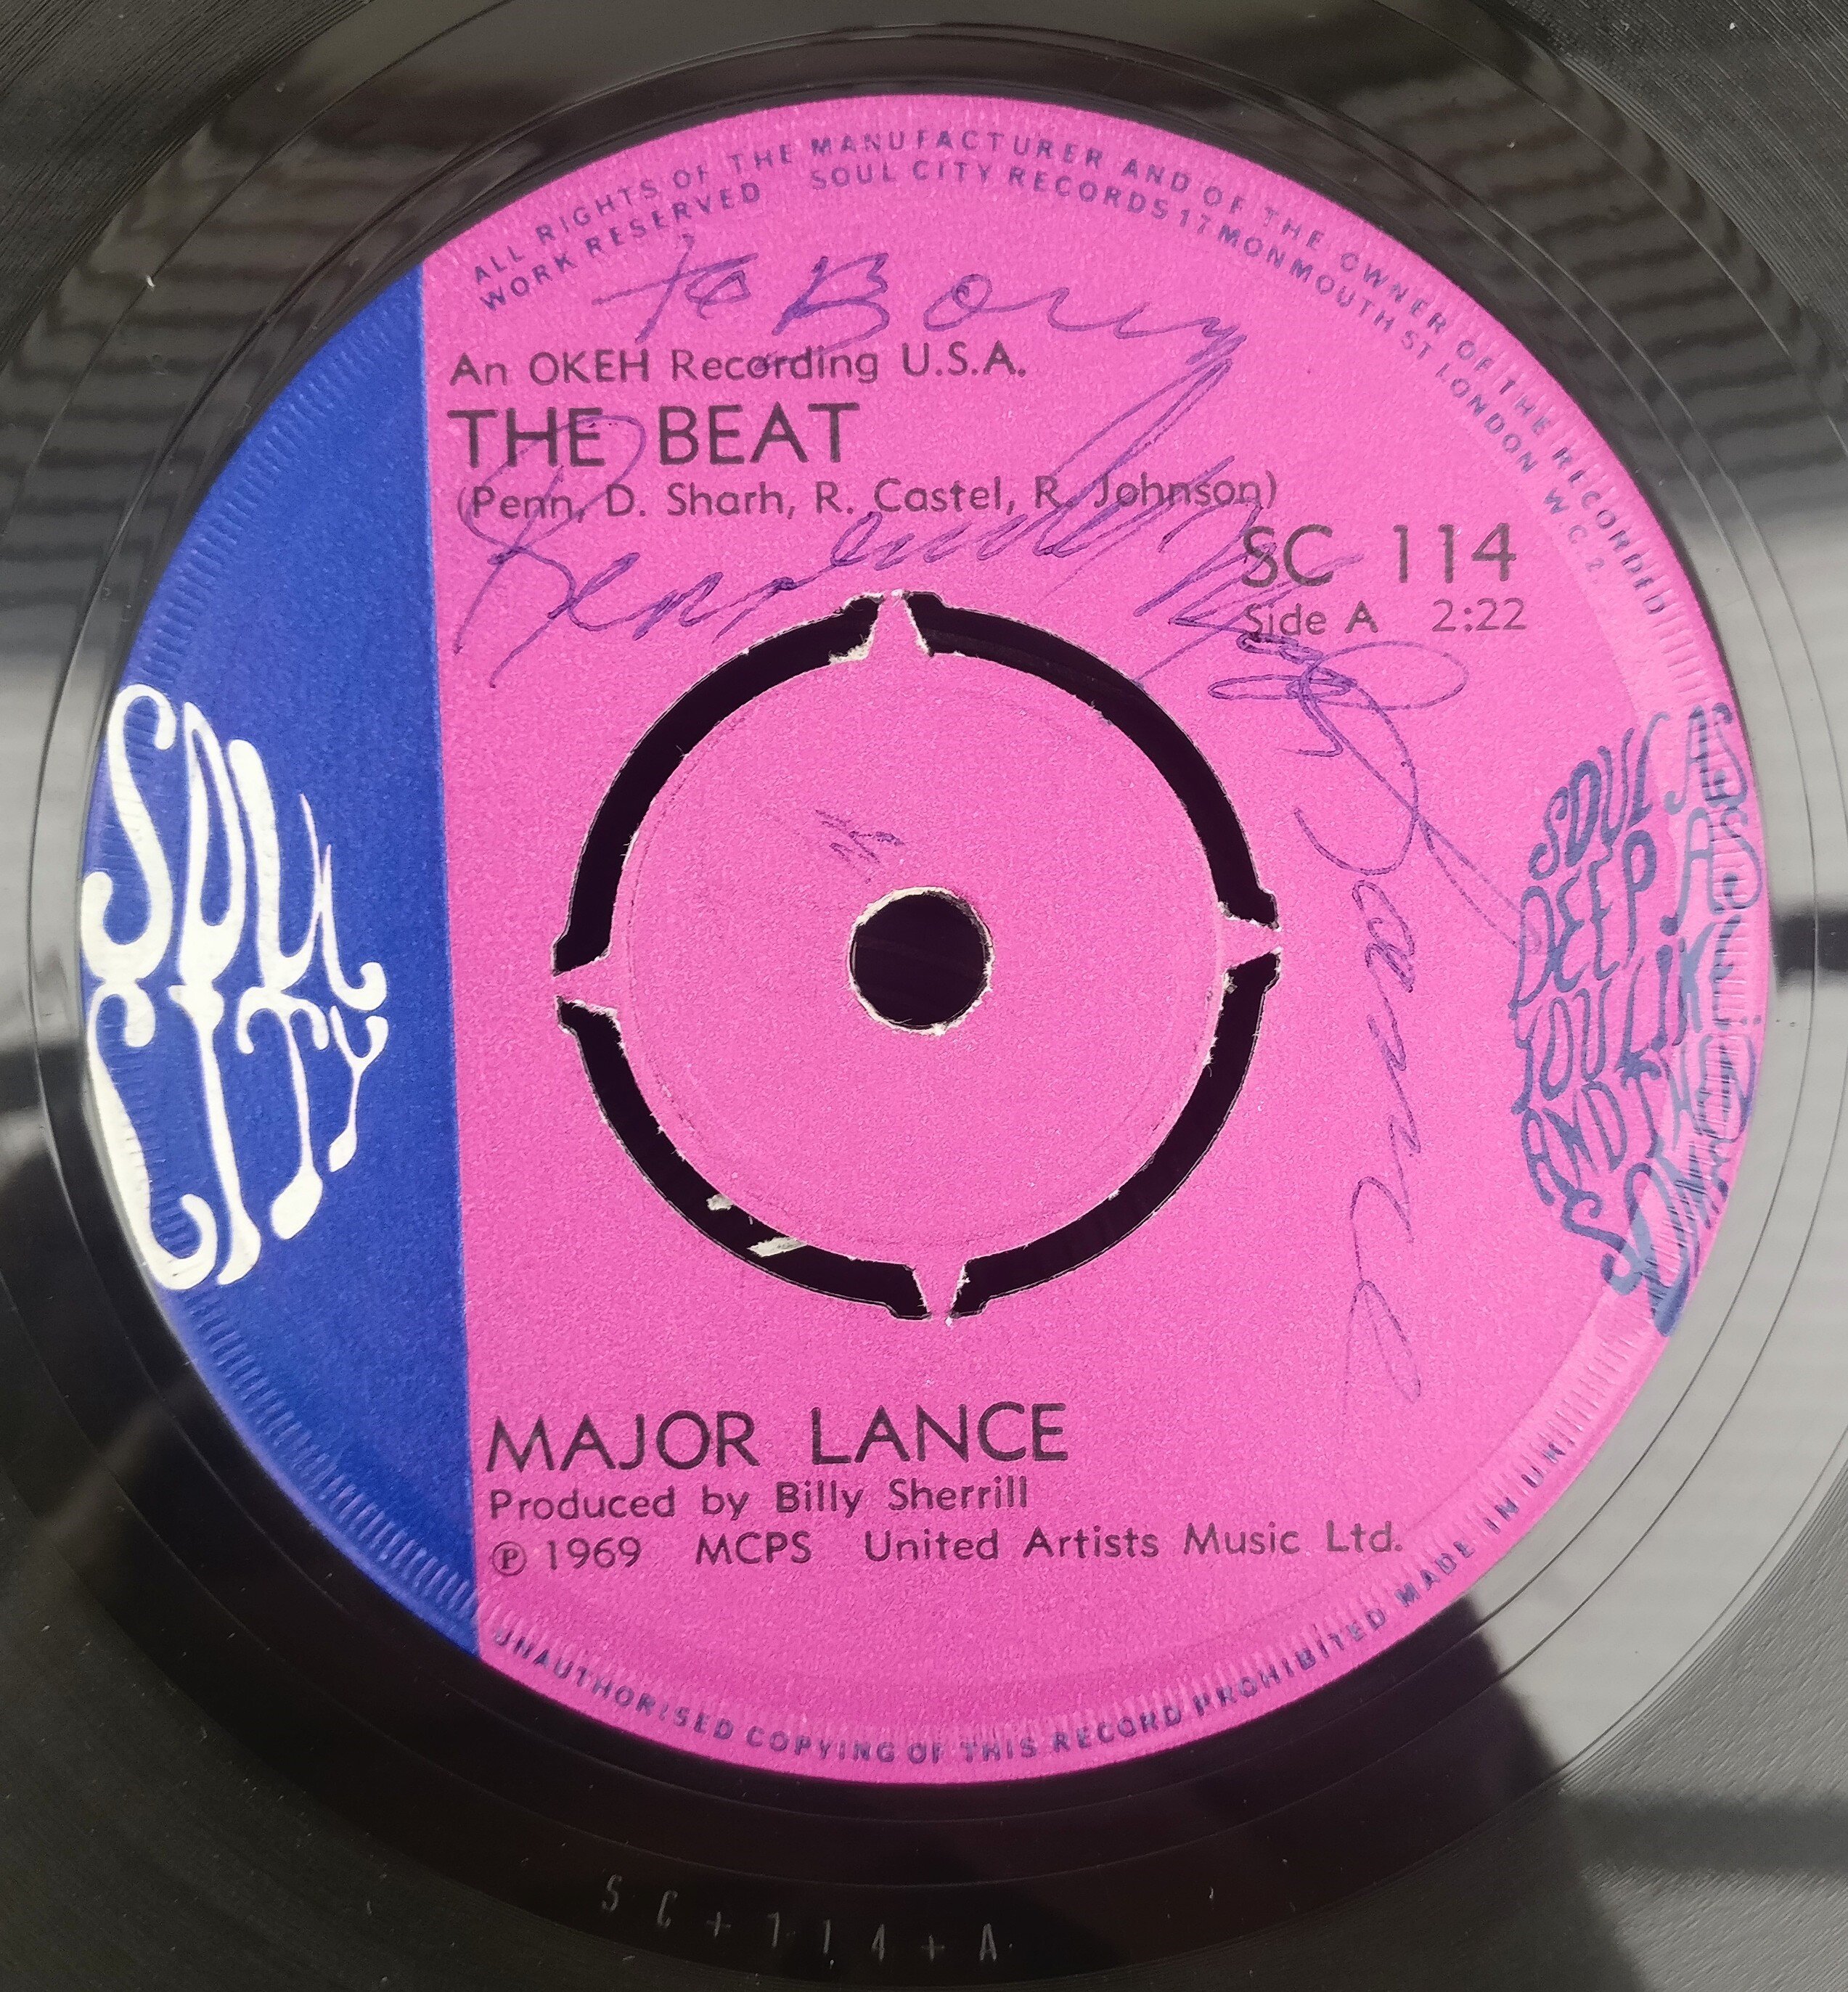 ALL RIGHTS OF THE MANUFACTURER AND OF THE OWNER OF THE RECORDED
WORK RESERVED SOUL CITY RECORDS 17 MONMOUTH ST LONDON W.C.2.
to
An OKEH Recording U.S.A.
THE BEAT
(Penn, D. Sharh, R. Castel, R. Johnson)
Remember
SC 114
Side A 2:22
SOUL
CITY
Lance
SOUL AS
DEEP AS
YOU LIKE
AND THEN
SOME
MAJOR LANCE
Produced by Billy Sherrill
℗ 1969 MCPS United Artists Music Ltd.
UNAUTHORISED COPYING OF THIS RECORD PROHIBITED MADE IN UK
SC+114+A